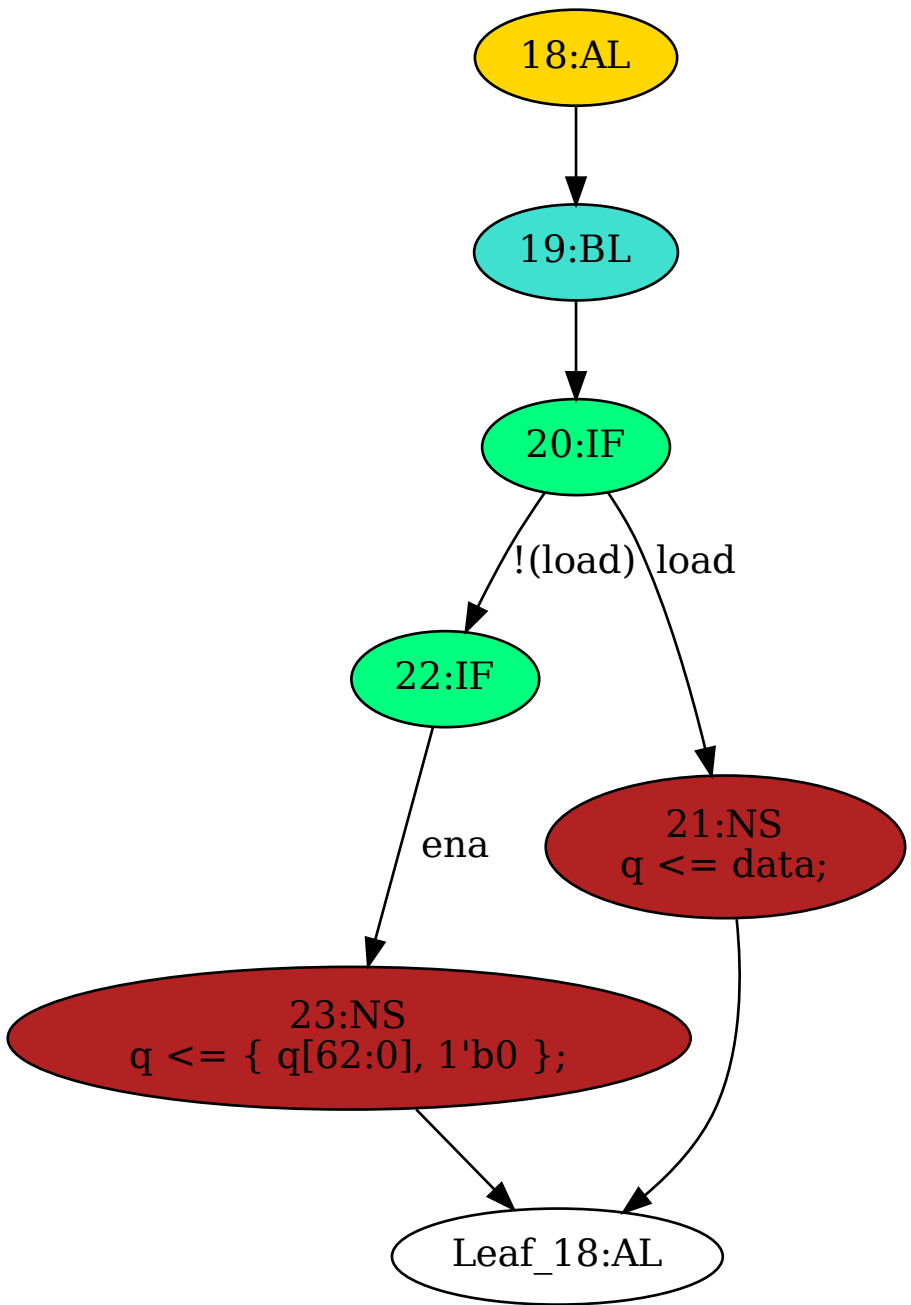 18:AL
19:BL
20:IF
!(load)
load
22:IF
21:NS
q <= data;
ena
23:NS
q <= { q[62:0], 1'b0 };
Leaf_18:AL